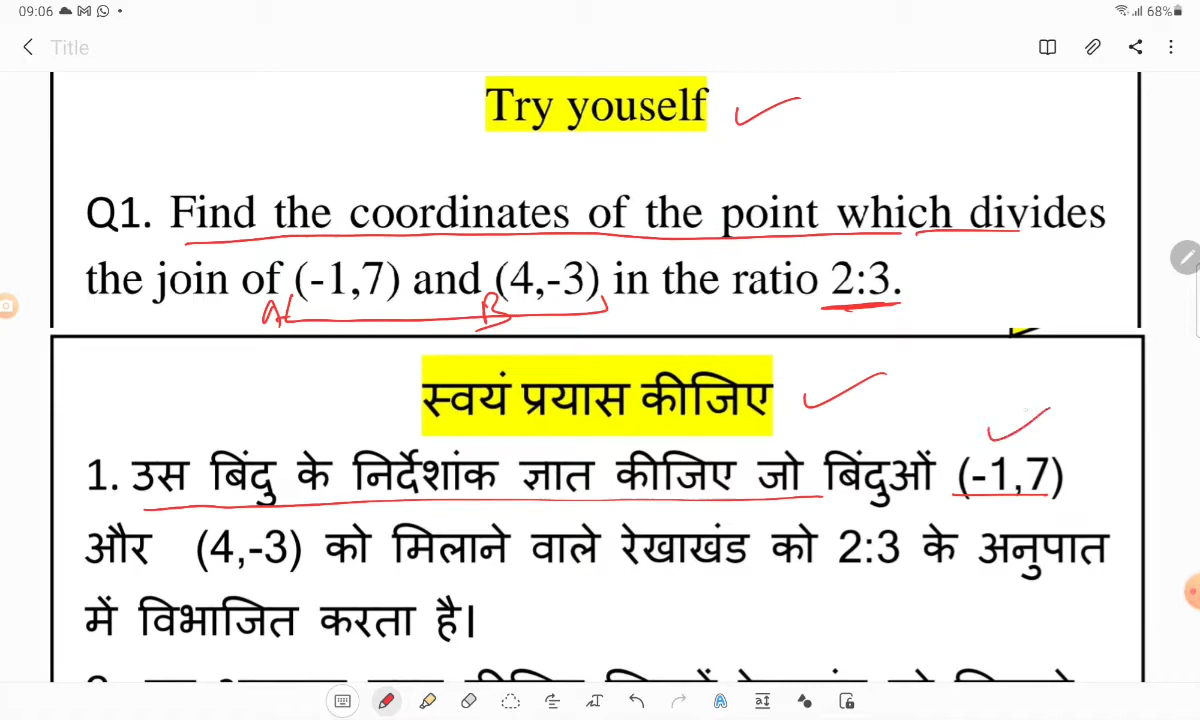 09:06
68%
Title
Try youself
Q1. Find the coordinates of the point which divides
the join of (-1,7) and (4,-3) in the ratio 2:3.
A B
स्वयं प्रयास कीजिए
1. उस बिंदु के निर्देशांक ज्ञात कीजिए जो बिंदुओं (-1,7)
और (4,-3) को मिलाने वाले रेखाखंड को 2:3 के अनुपात
में विभाजित करता है।